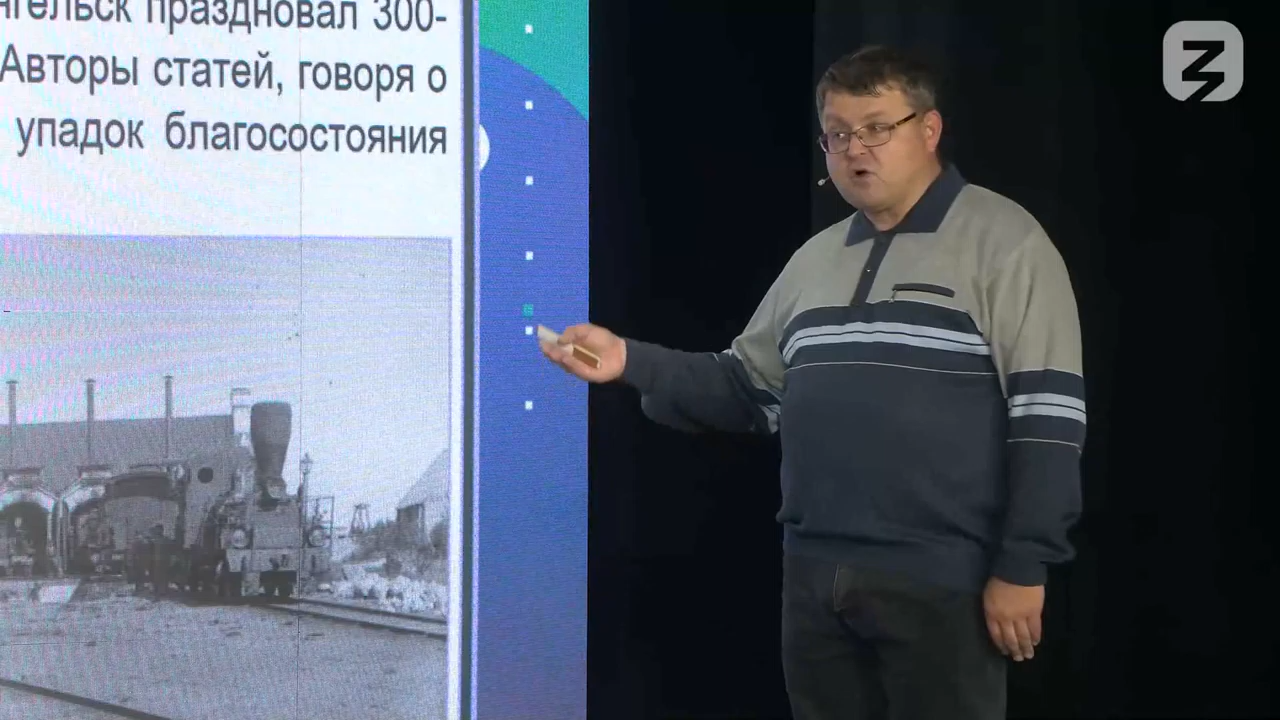 нгельск праздновал 300-
Авторы статей, говоря о
упадок благосостояния